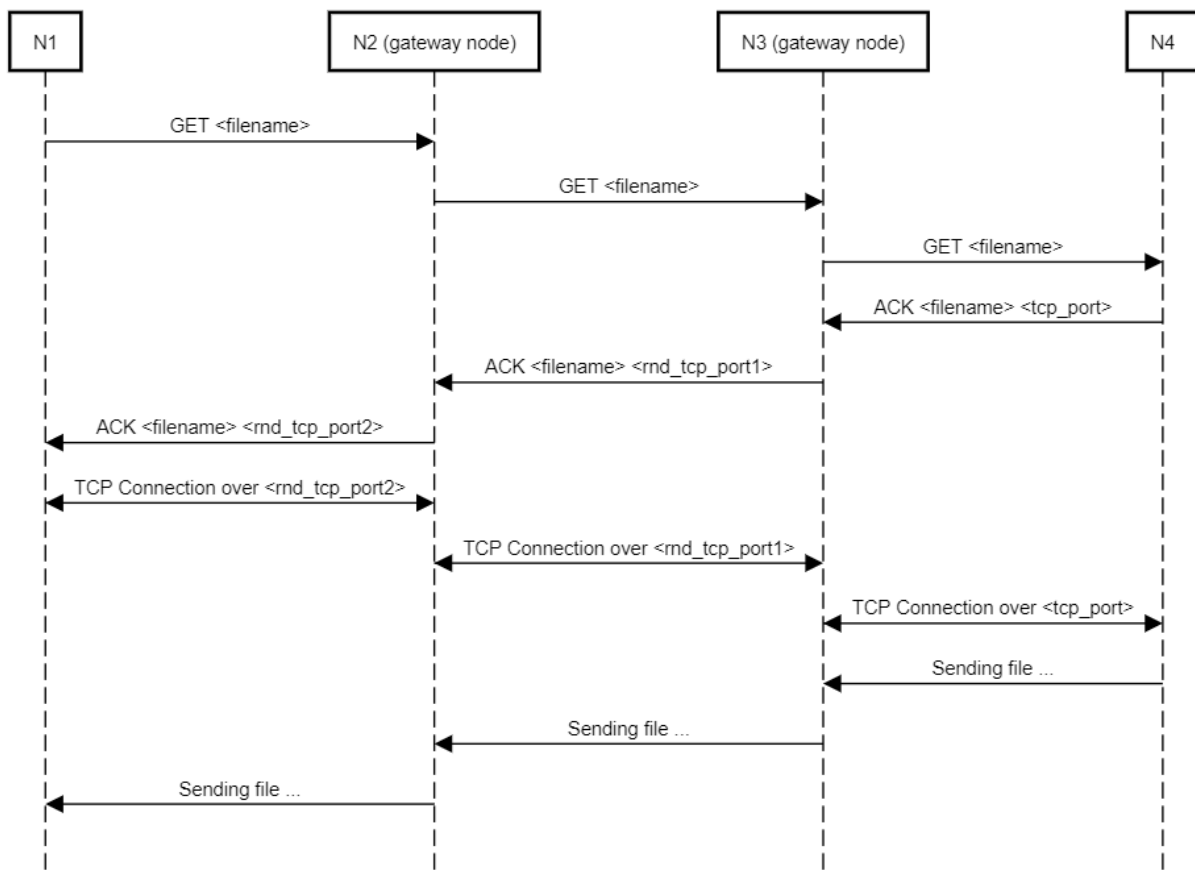 N1
N2 (gateway node)
N3 (gateway node)
N4
GET <filename>
GET <filename>
GET <filename>
ACK <filename> <tcp_port>
ACK <filename> <rnd_tcp_port1>
ACK <filename> <rnd_tcp_port2>
TCP Connection over <rnd_tcp_port2>
TCP Connection over <rnd_tcp_port1>
TCP Connection over <tcp_port>
Sending file ...
Sending file ...
Sending file ...